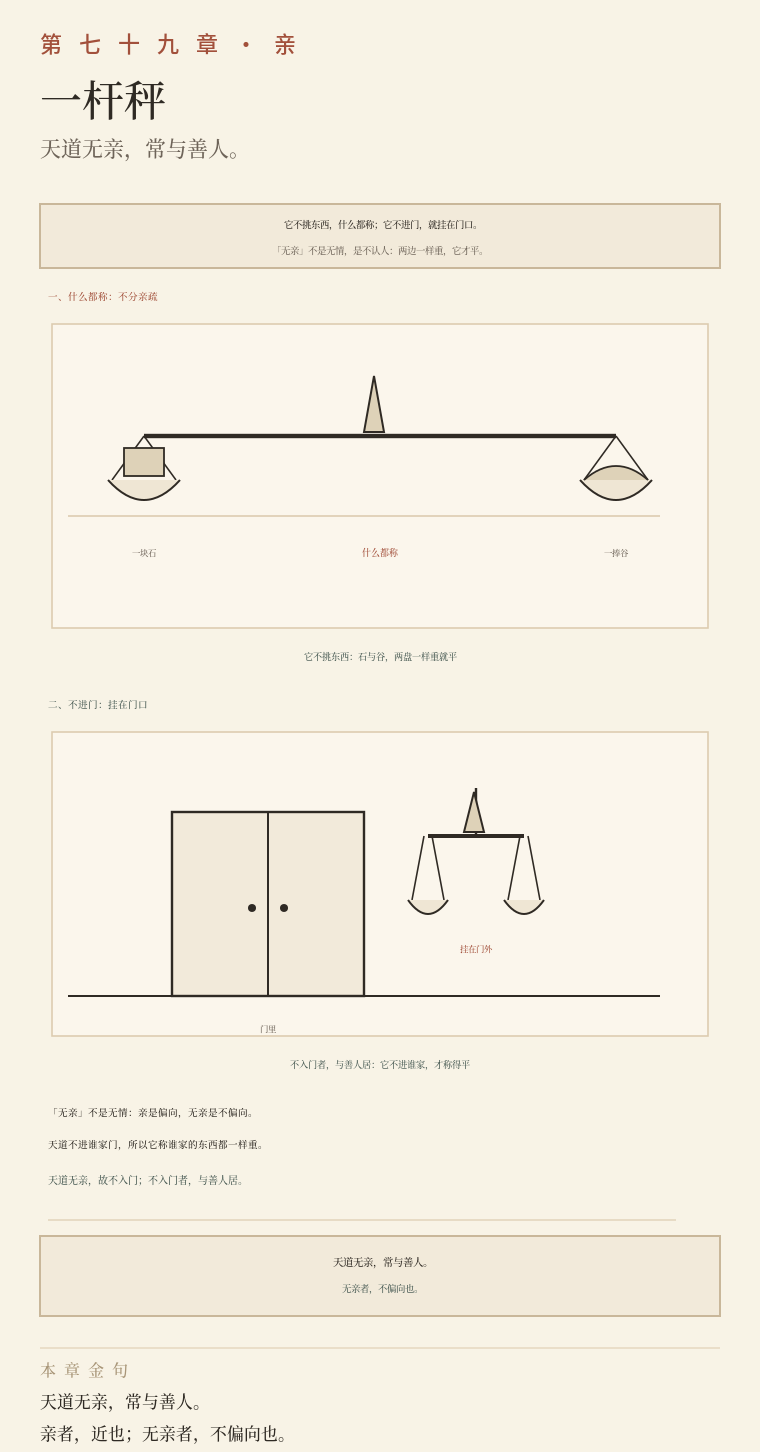 第七十九章·亲
一杆秤
天道无亲，常与善人。
它不挑东西，什么都称；它不进门，就挂在门口。
「无亲」不是无情，是不认人：两边一样重，它才平。
一、什么都称：不分亲疏
一块石
什么都称
一捧谷
它不挑东西：石与谷，两盘一样重就平
二、不进门：挂在门口
挂在门外
门里
不入门者，与善人居：它不进谁家，才称得平
「无亲」不是无情：亲是偏向，无亲是不偏向。
天道不进谁家门，所以它称谁家的东西都一样重。
天道无亲，故不入门；不入门者，与善人居。
天道无亲，常与善人。
无亲者，不偏向也。
本章金句
天道无亲，常与善人。
亲者，近也；无亲者，不偏向也。